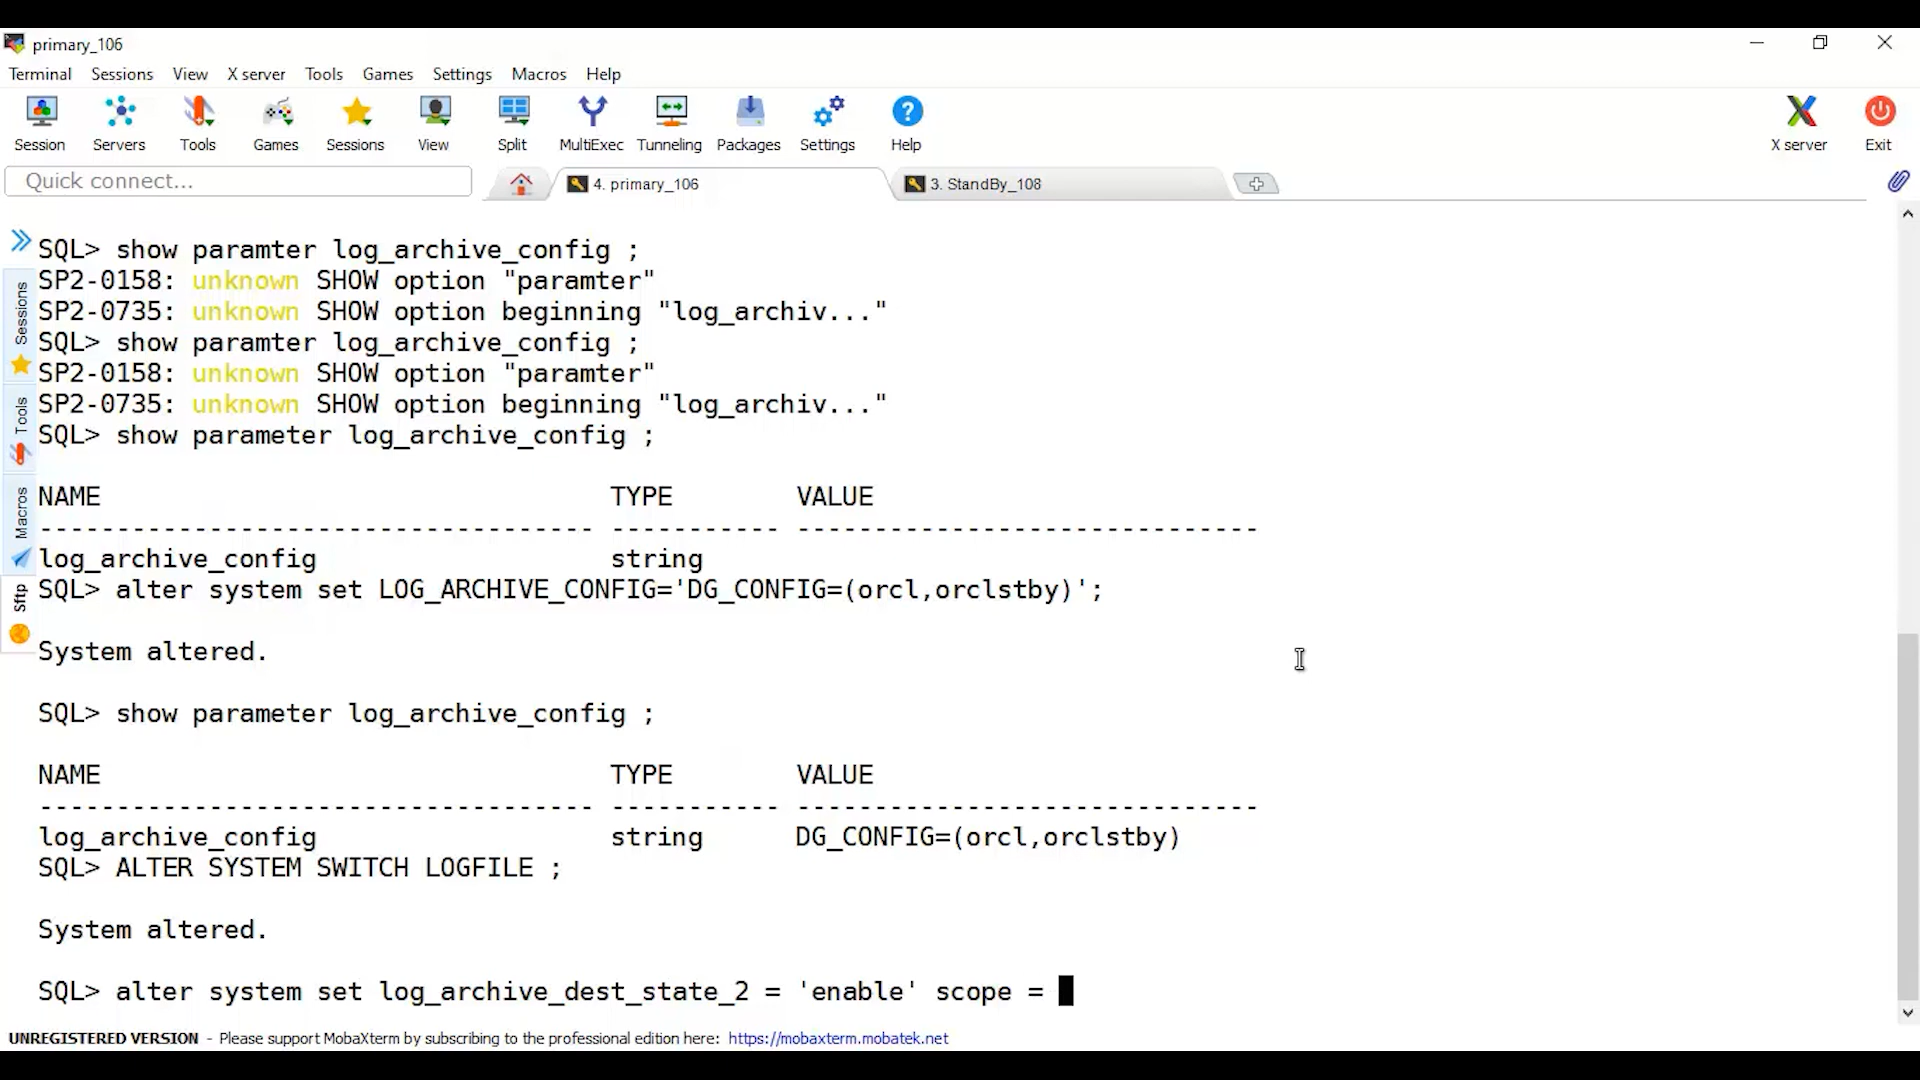 primary_106
Terminal Sessions View X server Tools Games Settings Macros Help
Session Servers Tools Games Sessions View Split MultiExec Tunneling Packages Settings Help X server Exit
Quick connect... 4. primary_106 3. StandBy_108
Sessions
Tools
Macros
Sftp
SQL> show paramter log_archive_config ;
SP2-0158: unknown SHOW option "paramter"
SP2-0735: unknown SHOW option beginning "log_archiv..."
SQL> show paramter log_archive_config ;
SP2-0158: unknown SHOW option "paramter"
SP2-0735: unknown SHOW option beginning "log_archiv..."
SQL> show parameter log_archive_config ;
NAME TYPE VALUE
------------------------------------ ----------- ------------------------------
log_archive_config string
SQL> alter system set LOG_ARCHIVE_CONFIG='DG_CONFIG=(orcl,orclstby)';
System altered.
SQL> show parameter log_archive_config ;
NAME TYPE VALUE
------------------------------------ ----------- ------------------------------
log_archive_config string DG_CONFIG=(orcl,orclstby)
SQL> ALTER SYSTEM SWITCH LOGFILE ;
System altered.
SQL> alter system set log_archive_dest_state_2 = 'enable' scope =
UNREGISTERED VERSION - Please support MobaXterm by subscribing to the professional edition here: https://mobaxterm.mobatek.net